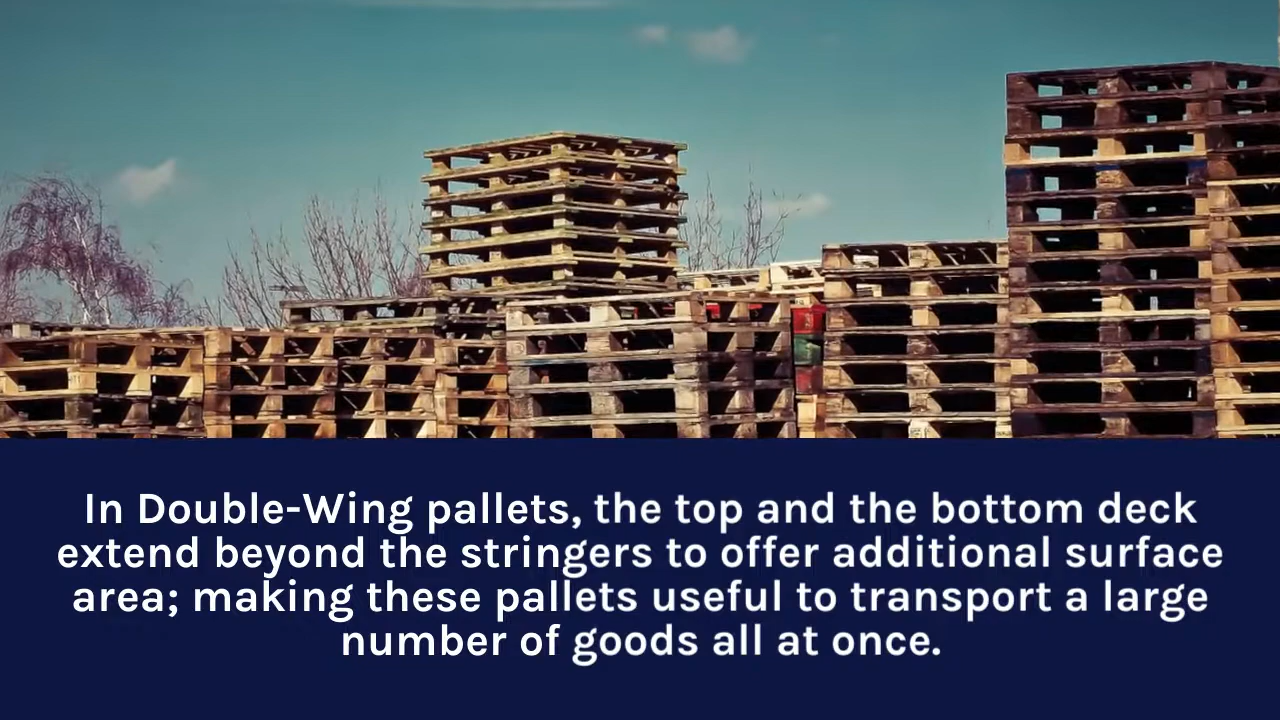 In Double-Wing pallets, the top and the bottom deck
extend beyond the stringers to offer additional surface
area; making these pallets useful to transport a large
number of goods all at once.